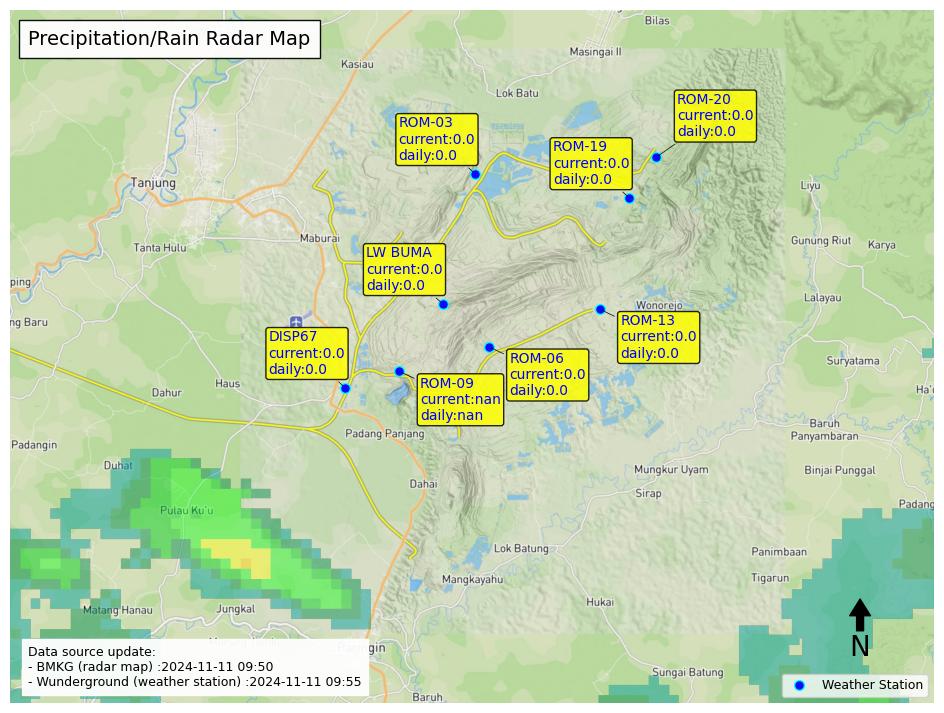 Precipitation/Rain Radar Map
Bilas
Masingai II
Kasiau
Lok Batu
ROM-20
current:0.0
daily:0.0
ROM-03
current:0.0
daily:0.0
ROM-19
current:0.0
daily:0.0
Tanjung
Liyu
Maburai
Tanta Hulu
Gunung Riut
Karya
LW BUMA
current:0.0
daily:0.0
ping
Lalayau
Wonorejo
ng Baru
ROM-13
current:0.0
daily:0.0
DISP67
current:0.0
daily:0.0
ROM-06
current:0.0
daily:0.0
Suryatama
ROM-09
current:nan
daily:nan
Haus
Dahur
Ha'o
Baruh
Panyambaran
Padang Panjang
Padangin
Duhat
Mungkur Uyam
Binjai Punggal
Dahai
Sirap
Padang
Pulau Ku'u
Lok Batung
Panimbaan
Mangkayahu
Tigarun
Matang Hanau
Jungkal
Hukai
Sungai Batung
Baruh
N
Data source update:
- BMKG (radar map) :2024-11-11 09:50
- Wunderground (weather station) :2024-11-11 09:55
Weather Station